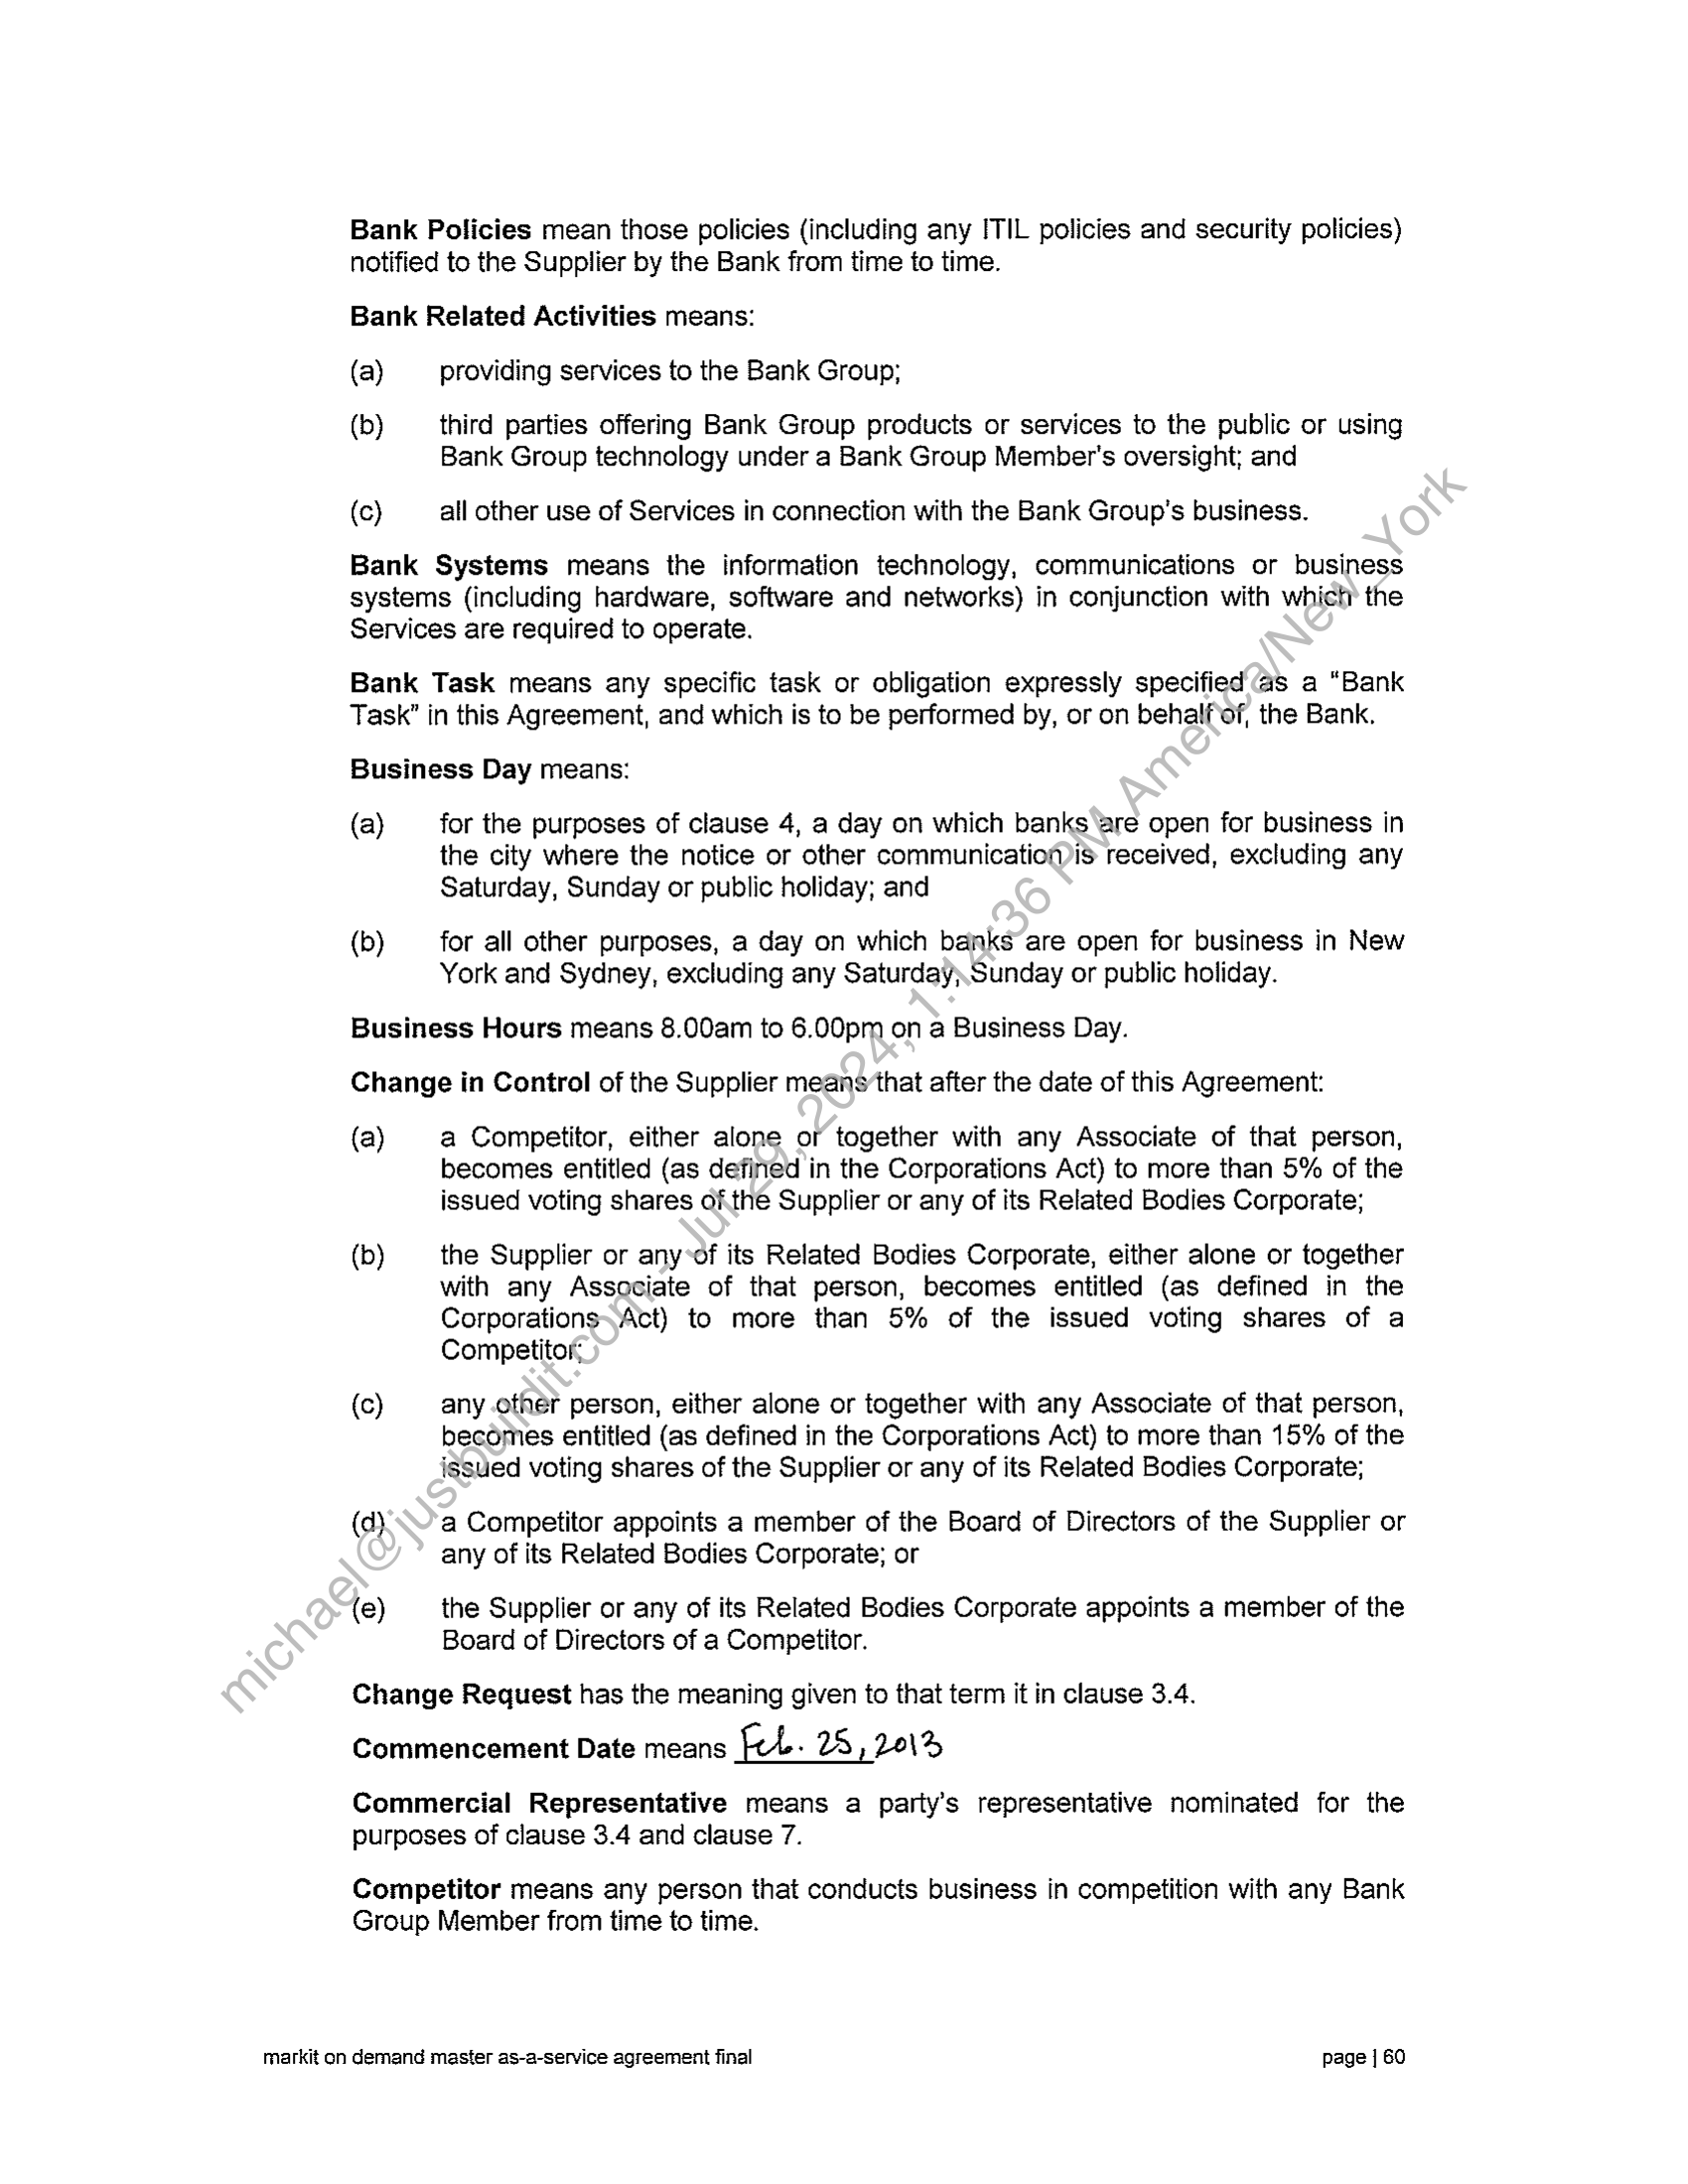 Bank Policies mean those policies (including any ITIL policies and security policies)
notified to the Supplier by the Bank from time to time.
Bank Related Activities means:
(a) providing services to the Bank Group;
(b) third parties offering Bank Group products or services to the public or using
Bank Group technology under a Bank Group Member's oversight; and
(c) all other use of Services in connection with the Bank Group's business.
Bank Systems means the information technology, communications or business
systems (including hardware, software and networks) in conjunction with which the
Services are required to operate.
Bank Task means any specific task or obligation expressly specified as a “Bank
Task” in this Agreement, and which is to be performed by, or on behalf of, the Bank.
Business Day means:
(a) for the purposes of clause 4, a day on which banks are open for business in
the city where the notice or other communication is received, excluding any
Saturday, Sunday or public holiday; and
(b) for all other purposes, a day on which banks are open for business in New
York and Sydney, excluding any Saturday, Sunday or public holiday.
Business Hours means 8.00am to 6.00pm on a Business Day.
Change in Control of the Supplier means that after the date of this Agreement:
(a) a Competitor, either alone or together with any Associate of that person,
becomes entitled (as defined in the Corporations Act) to more than 5% of the
issued voting shares of the Supplier or any of its Related Bodies Corporate;
(b) the Supplier or any of its Related Bodies Corporate, either alone or together
with any Associate of that person, becomes entitled (as defined in the
Corporations Act) to more than 5% of the issued voting shares of a
Competitor;
(c) any other person, either alone or together with any Associate of that person,
becomes entitled (as defined in the Corporations Act) to more than 15% of the
issued voting shares of the Supplier or any of its Related Bodies Corporate;
(d) a Competitor appoints a member of the Board of Directors of the Supplier or
any of its Related Bodies Corporate; or
(e) the Supplier or any of its Related Bodies Corporate appoints a member of the
Board of Directors of a Competitor.
Change Request has the meaning given to that term it in clause 3.4.
Commencement Date means Feb. 25, 2013
Commercial Representative means a party's representative nominated for the
purposes of clause 3.4 and clause 7.
Competitor means any person that conducts business in competition with any Bank
Group Member from time to time.
markit on demand master as-a-service agreement final page | 60
michael@justbuildit.com - Jul 29, 2024, 1:14:36 PM America/New_York